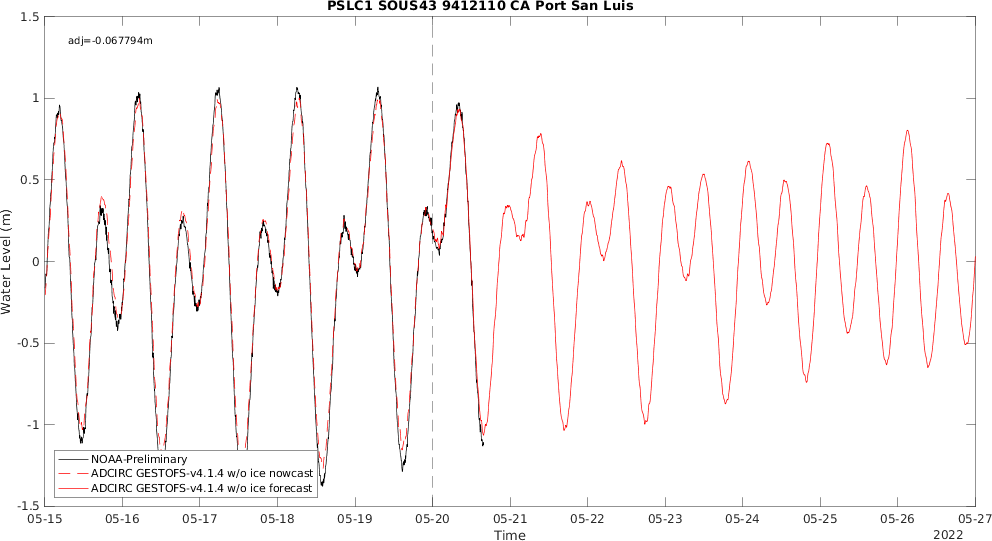 PSLC1 SOUS43 9412110 CA Port San Luis
adj=-0.067794m
1.5
1
0.5
0
-0.5
-1
-1.5
Water Level (m)
NOAA-Preliminary
ADCIRC GESTOFS-v4.1.4 w/o ice nowcast
ADCIRC GESTOFS-v4.1.4 w/o ice forecast
05-15 05-16 05-17 05-18 05-19 05-20 05-21 05-22 05-23 05-24 05-25 05-26 05-27
Time
2022